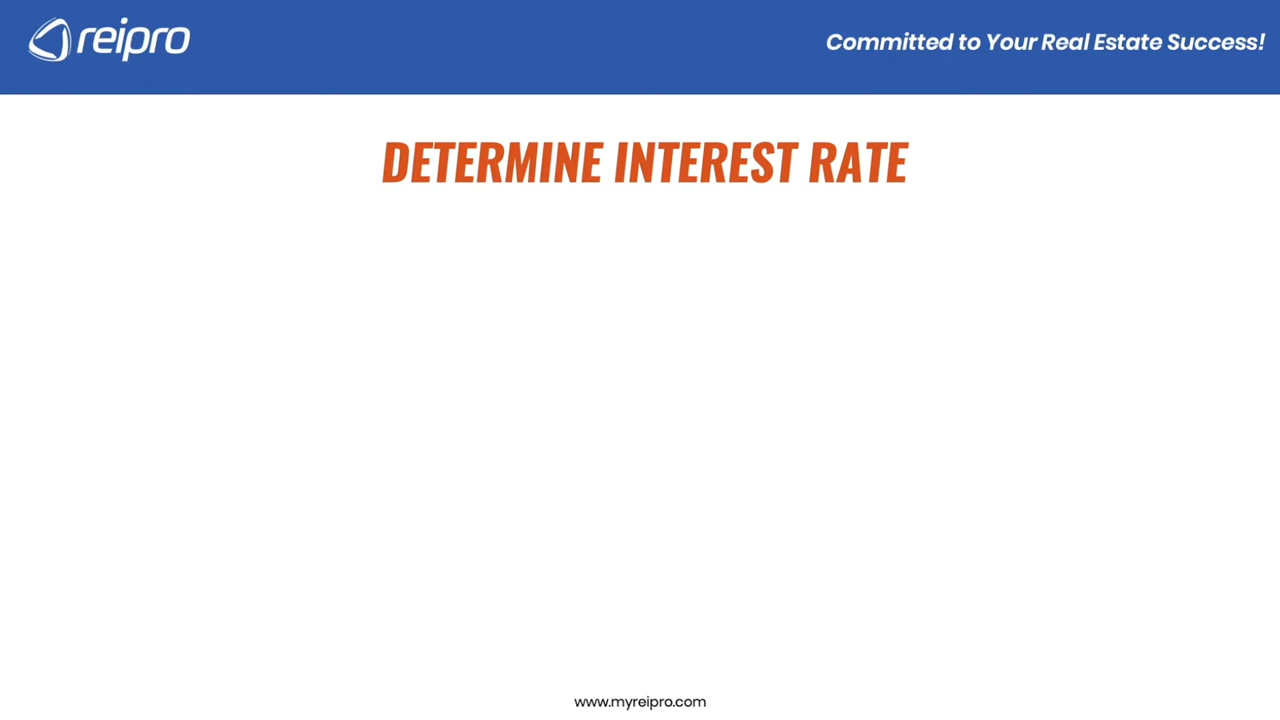 reipro
Committed to Your Real Estate Success!
DETERMINE INTEREST RATE
www.myreipro.com